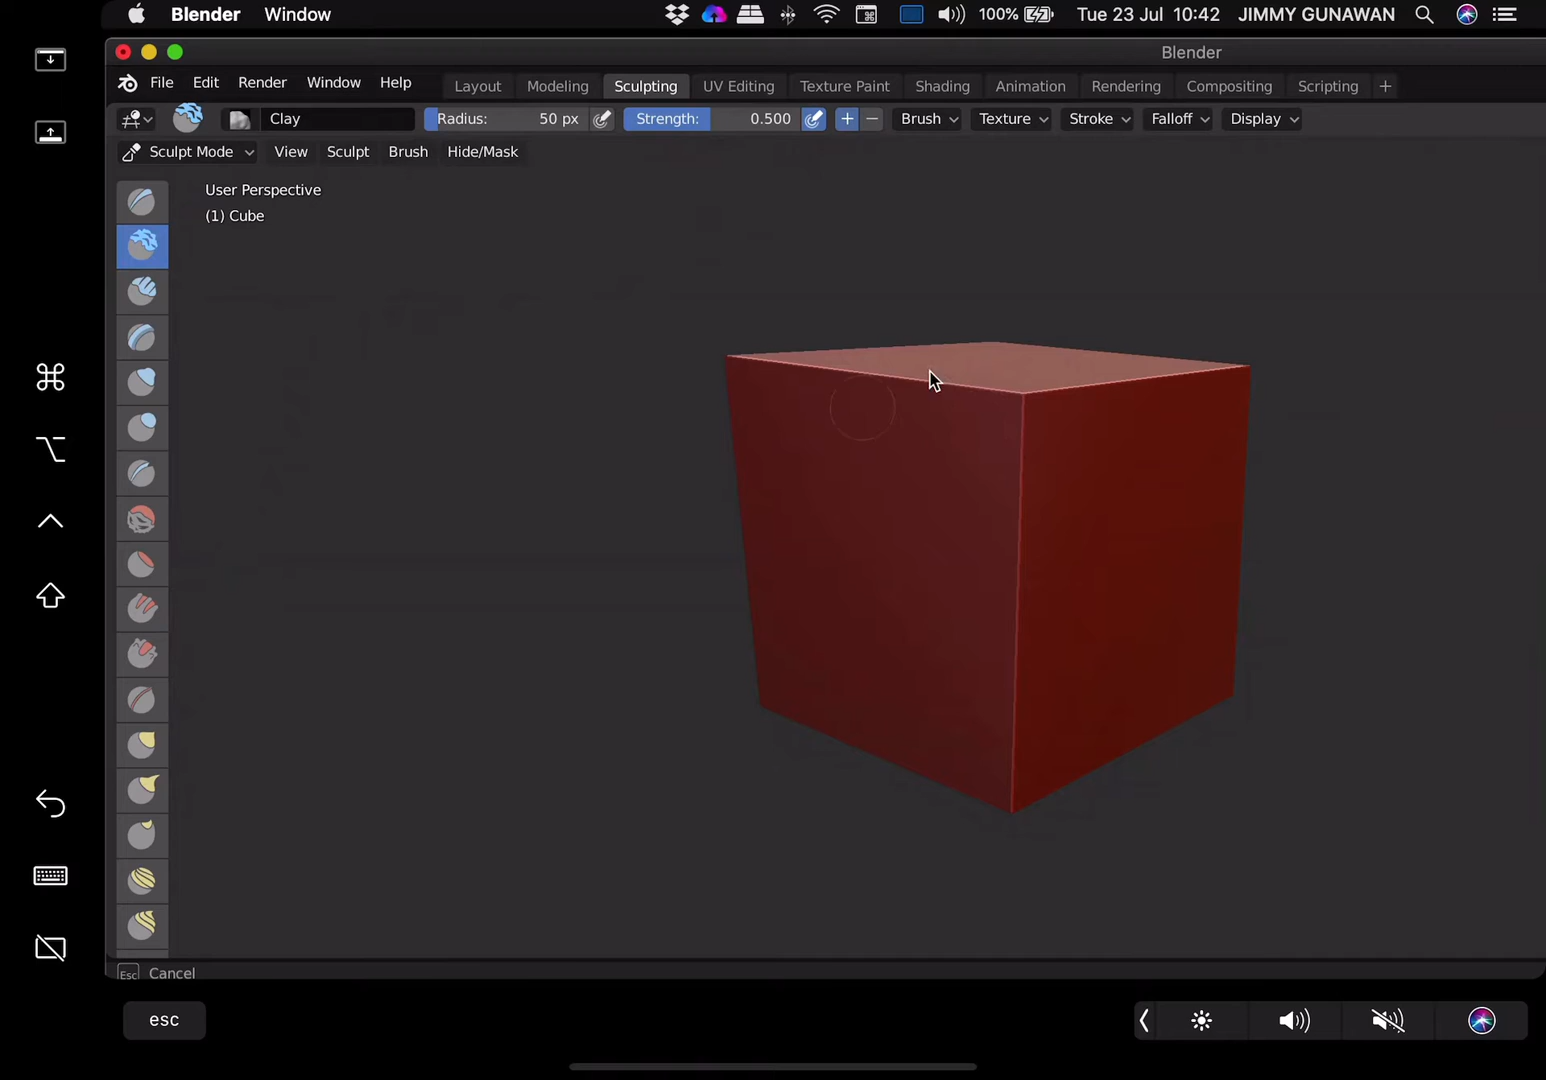 Blender Window 100% Tue 23 Jul 10:42 JIMMY GUNAWAN
Blender
File Edit Render Window Help Layout Modeling Sculpting UV Editing Texture Paint Shading Animation Rendering Compositing Scripting +
Clay Radius: 50 px Strength: 0.500 + − Brush Texture Stroke Falloff Display
Sculpt Mode View Sculpt Brush Hide/Mask
User Perspective
(1) Cube
Esc Cancel
esc